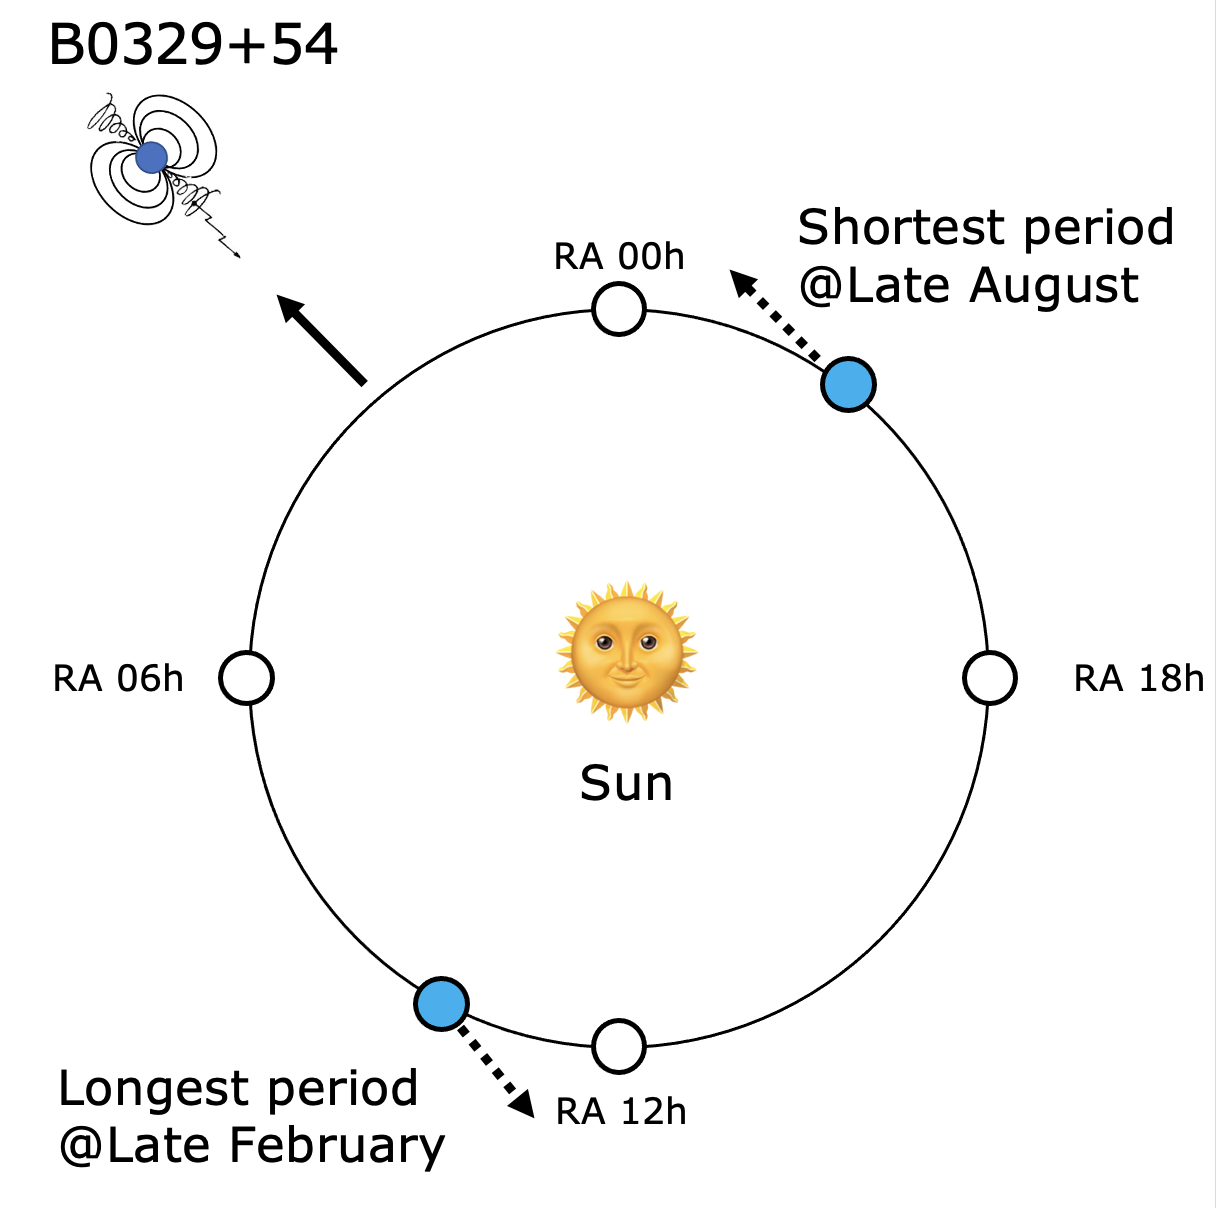 B0329+54
Shortest period
@Late August
RA 00h
RA 06h
RA 18h
Sun
Longest period
@Late February
RA 12h